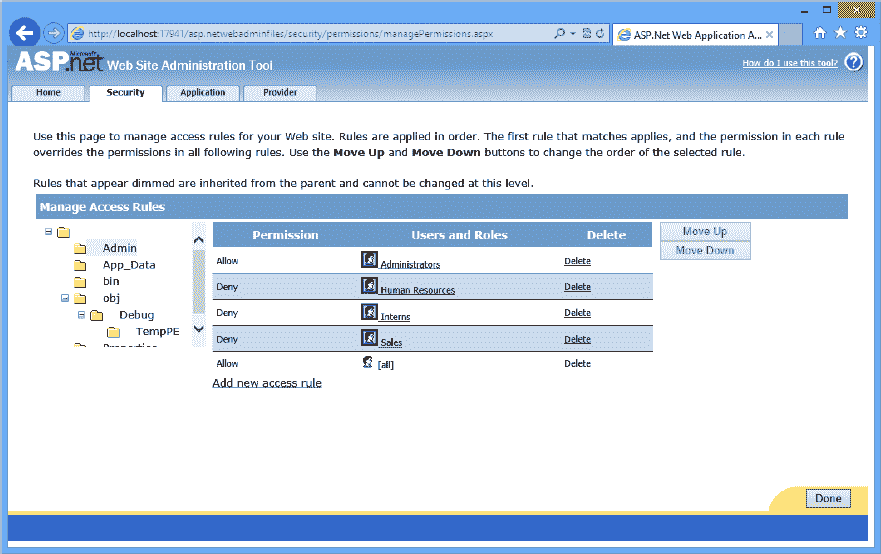 http://localhost:17941/asp.netwebadminfiles/security/permissions/managePermissions.aspx
ASP.Net Web Application A...
Microsoft
ASP.net Web Site Administration Tool
How do I use this tool? ?
Home Security Application Provider
Use this page to manage access rules for your Web site. Rules are applied in order. The first rule that matches applies, and the permission in each rule
overrides the permissions in all following rules. Use the Move Up and Move Down buttons to change the order of the selected rule.
Rules that appear dimmed are inherited from the parent and cannot be changed at this level.
Manage Access Rules
Admin
App_Data
bin
obj
Debug
TempPE
Permission Users and Roles Delete
Allow Administrators Delete
Deny Human Resources Delete
Deny Interns Delete
Deny Sales Delete
Allow [all] Delete
Add new access rule
Move Up
Move Down
Done